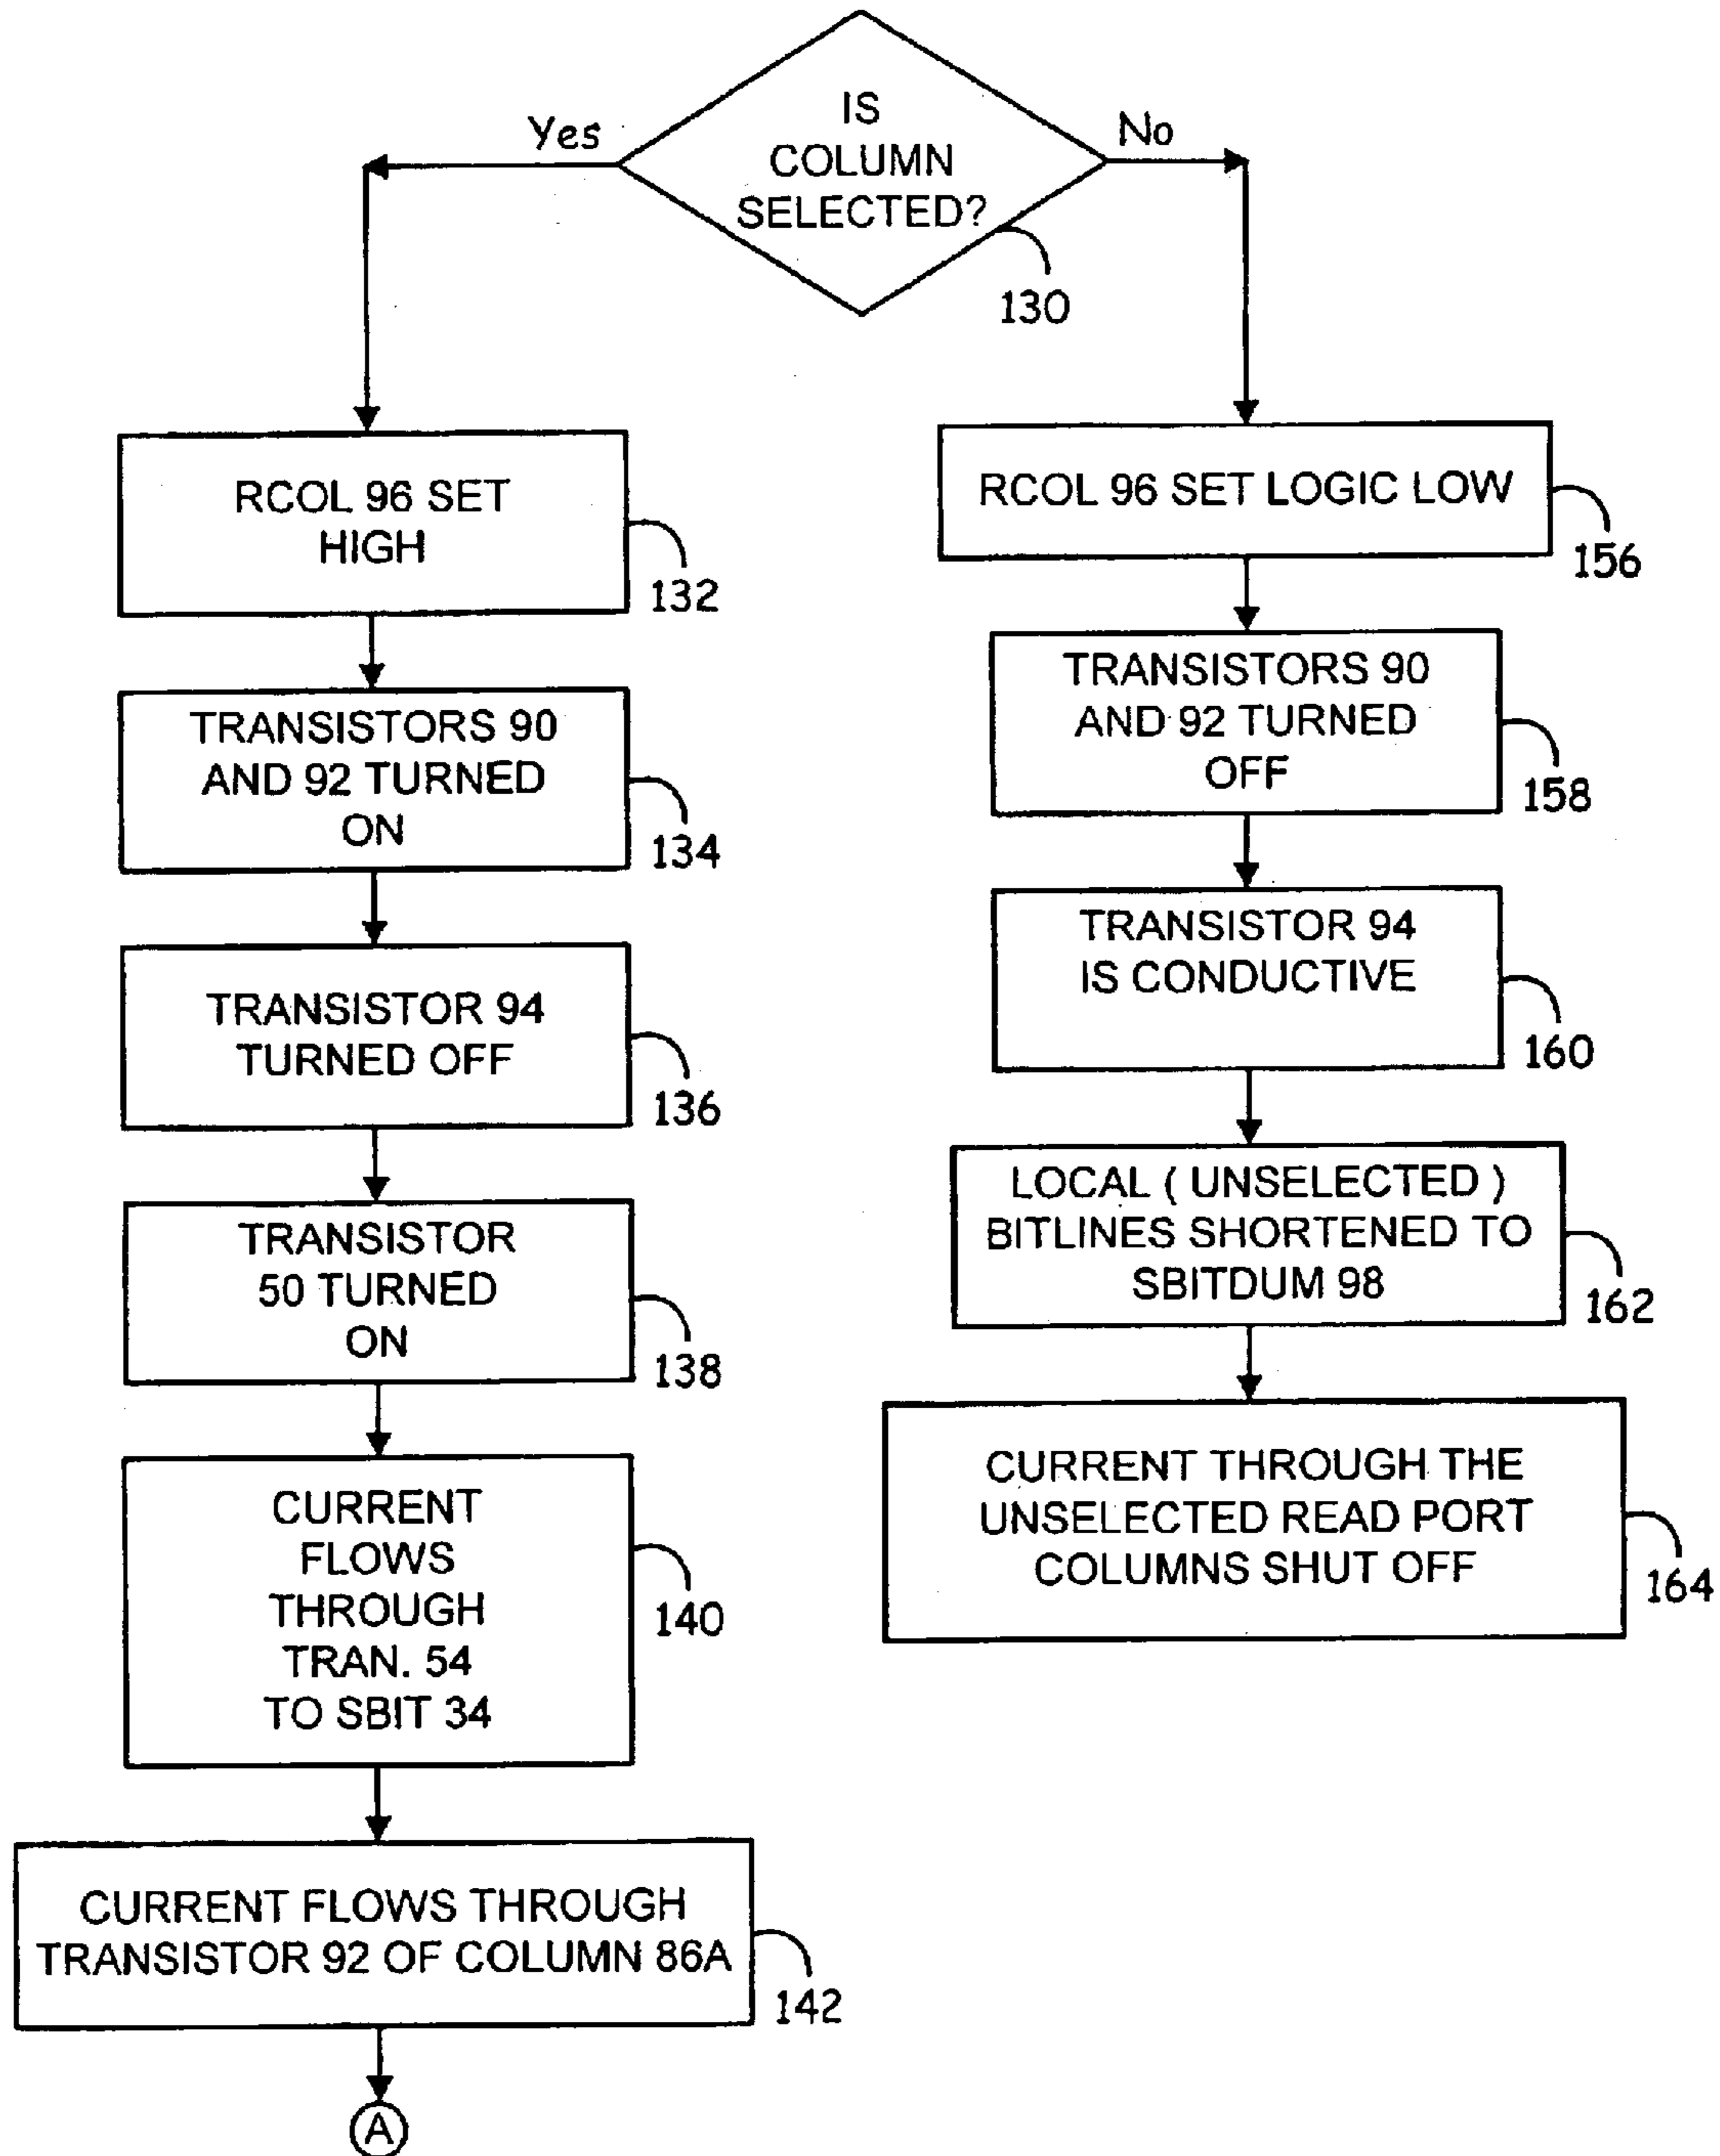 IS
COLUMN
SELECTED?
130
Yes
No
RCOL 96 SET
HIGH
132
TRANSISTORS 90
AND 92 TURNED
ON
134
TRANSISTOR 94
TURNED OFF
136
TRANSISTOR
50 TURNED
ON
138
CURRENT
FLOWS
THROUGH
TRAN. 54
TO SBIT 34
140
CURRENT FLOWS THROUGH
TRANSISTOR 92 OF COLUMN 86A
142
A
RCOL 96 SET LOGIC LOW
156
TRANSISTORS 90
AND 92 TURNED
OFF
158
TRANSISTOR 94
IS CONDUCTIVE
160
LOCAL ( UNSELECTED )
BITLINES SHORTENED TO
SBITDUM 98
162
CURRENT THROUGH THE
UNSELECTED READ PORT
COLUMNS SHUT OFF
164